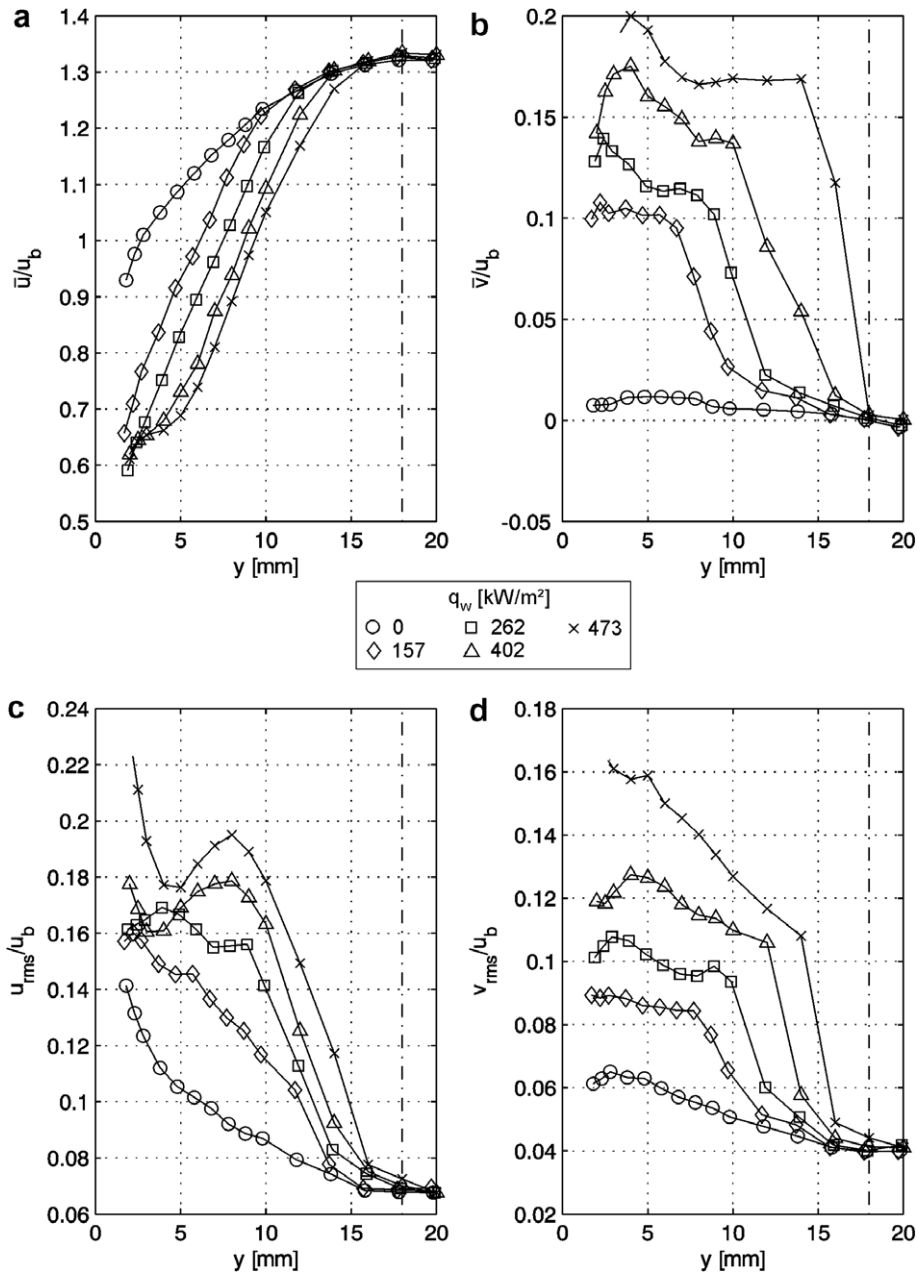 a
1.4
1.3
1.2
1.1
1
0.9
0.8
0.7
0.6
0.5
ū/u_b
0 5 10 15 20
y [mm]
b
0.2
0.15
0.1
0.05
0
-0.05
v̄/u_b
0 5 10 15 20
y [mm]
q_w [kW/m²]
0 262 473
157 402
c
0.24
0.22
0.2
0.18
0.16
0.14
0.12
0.1
0.08
0.06
u_rms/u_b
0 5 10 15 20
y [mm]
d
0.18
0.16
0.14
0.12
0.1
0.08
0.06
0.04
0.02
v_rms/u_b
0 5 10 15 20
y [mm]